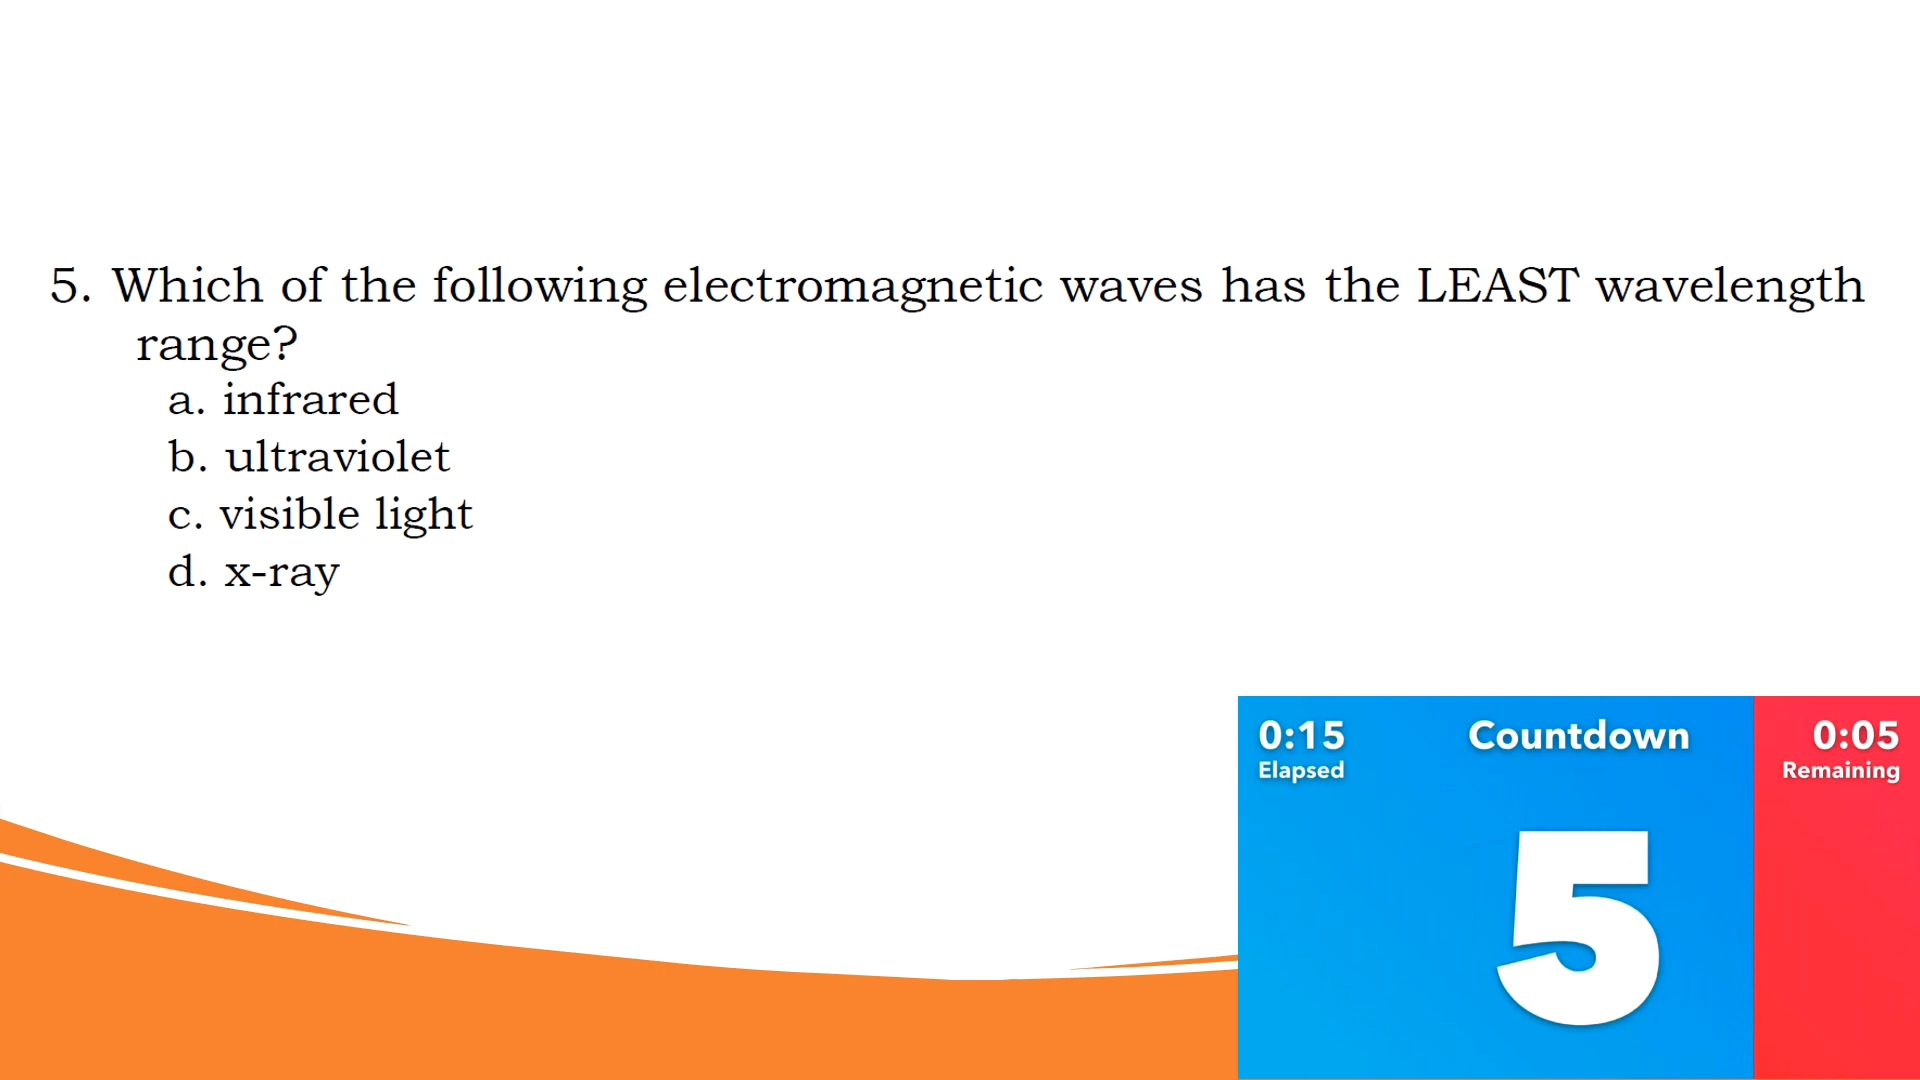 5. Which of the following electromagnetic waves has the LEAST wavelength
range?
a. infrared
b. ultraviolet
c. visible light
d. x-ray
0:15
Elapsed
Countdown
0:05
Remaining
5